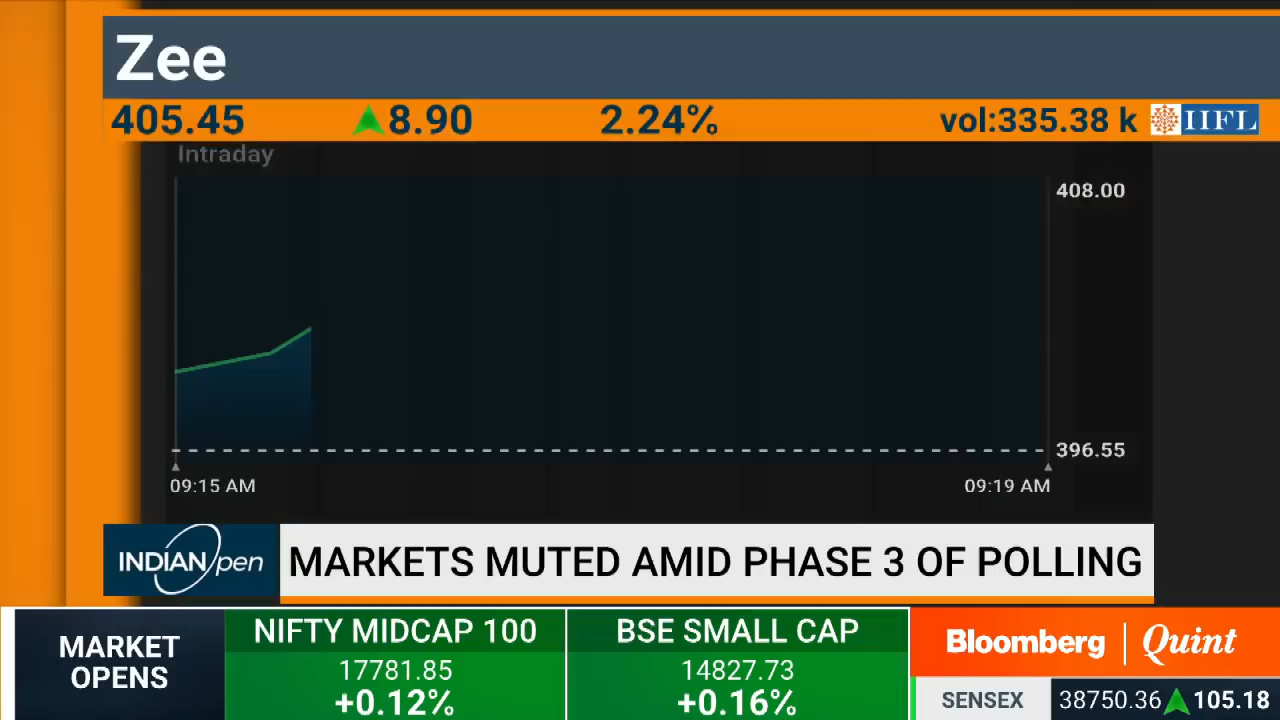 Zee
405.45 ▲ 8.90 2.24% vol:335.38 k IIFL
Intraday
408.00
396.55
09:15 AM 09:19 AM
INDIAN Open MARKETS MUTED AMID PHASE 3 OF POLLING
MARKET OPENS
NIFTY MIDCAP 100
17781.85
+0.12%
BSE SMALL CAP
14827.73
+0.16%
Bloomberg | Quint
SENSEX 38750.36 ▲ 105.18